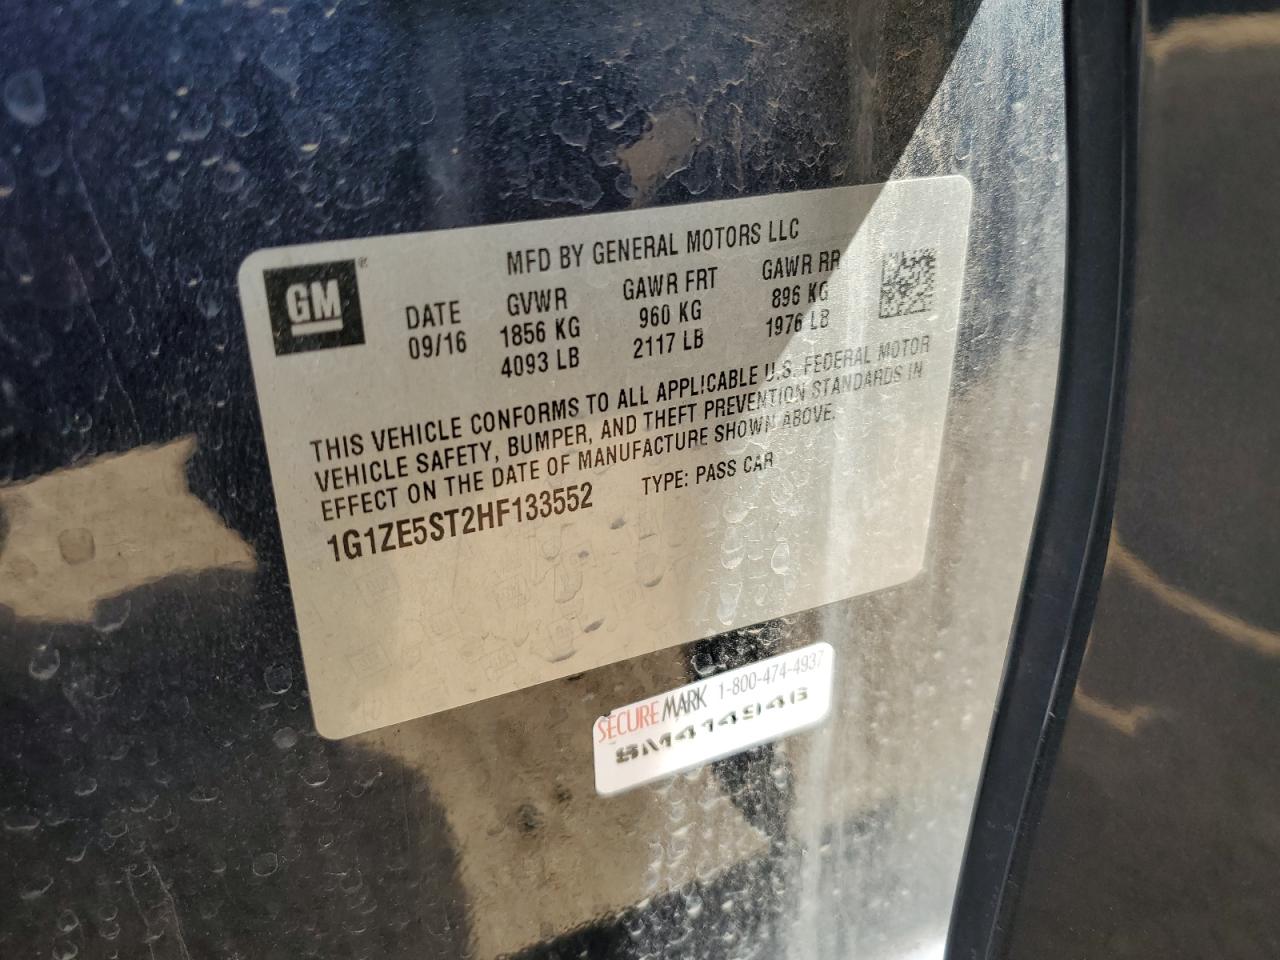 GM ®
MFD BY GENERAL MOTORS LLC
DATE GVWR GAWR FRT GAWR RR
09/16 1856 KG 960 KG 896 KG
4093 LB 2117 LB 1976 LB
THIS VEHICLE CONFORMS TO ALL APPLICABLE U.S. FEDERAL MOTOR
VEHICLE SAFETY, BUMPER, AND THEFT PREVENTION STANDARDS IN
EFFECT ON THE DATE OF MANUFACTURE SHOWN ABOVE.
1G1ZE5ST2HF133552 TYPE: PASS CAR
SECUREMARK 1-800-474-4937
SM414946